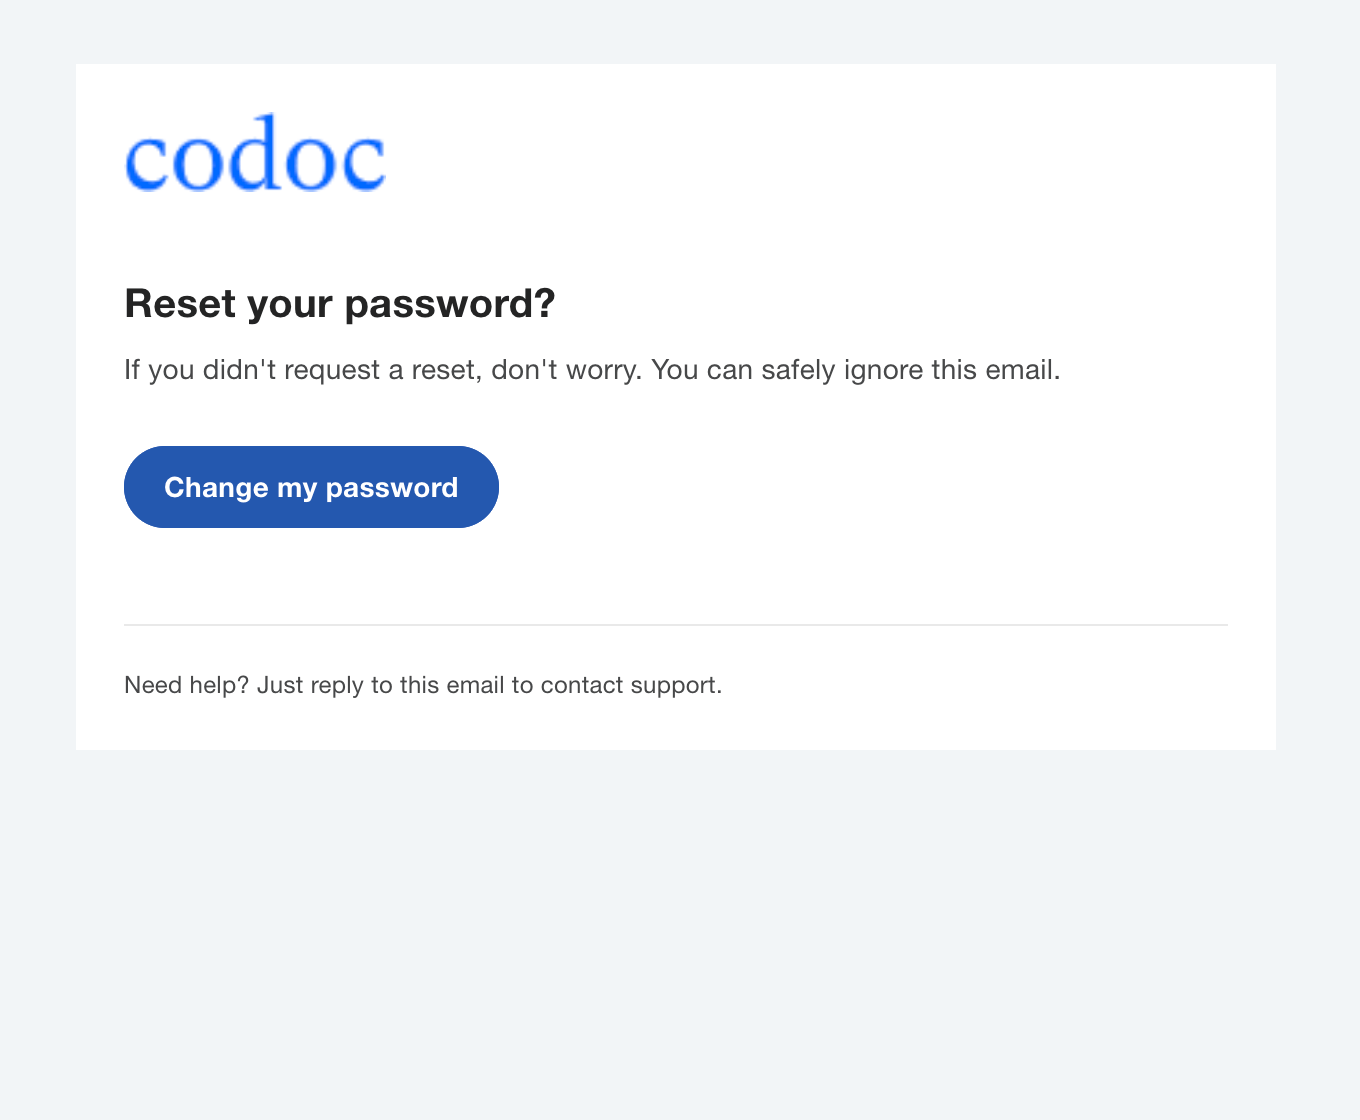 codoc
Reset your password?
If you didn't request a reset, don't worry. You can safely ignore this email.
Change my password
Need help? Just reply to this email to contact support.